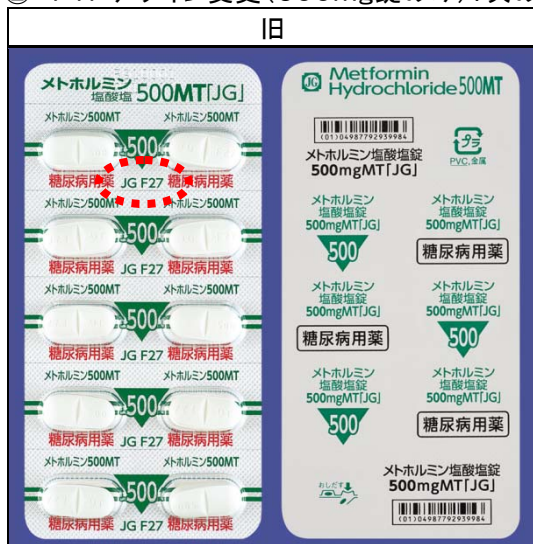 旧
メトホルミン
塩酸塩 500MT「JG」
メトホルミン500MT メトホルミン500MT
500
糖尿病用薬 JG F27 糖尿病用薬
メトホルミン500MT メトホルミン500MT
500
糖尿病用薬 JG F27 糖尿病用薬
メトホルミン500MT メトホルミン500MT
500
糖尿病用薬 JG F27 糖尿病用薬
メトホルミン500MT メトホルミン500MT
500
糖尿病用薬 JG F27 糖尿病用薬
メトホルミン500MT メトホルミン500MT
500
糖尿病用薬 JG F27 糖尿病用薬
JG Metformin
Hydrochloride 500MT
(01)04987792939984
メトホルミン塩酸塩錠
500mgMT「JG」
プラ
PVC,金属
メトホルミン メトホルミン
塩酸塩錠 塩酸塩錠
500mgMT「JG」 500mgMT「JG」
500 糖尿病用薬
メトホルミン メトホルミン
塩酸塩錠 塩酸塩錠
500mgMT「JG」 500mgMT「JG」
糖尿病用薬 500
メトホルミン メトホルミン
塩酸塩錠 塩酸塩錠
500mgMT「JG」 500mgMT「JG」
500 糖尿病用薬
おしだす
メトホルミン塩酸塩錠
500mgMT「JG」
(01)04987792939984